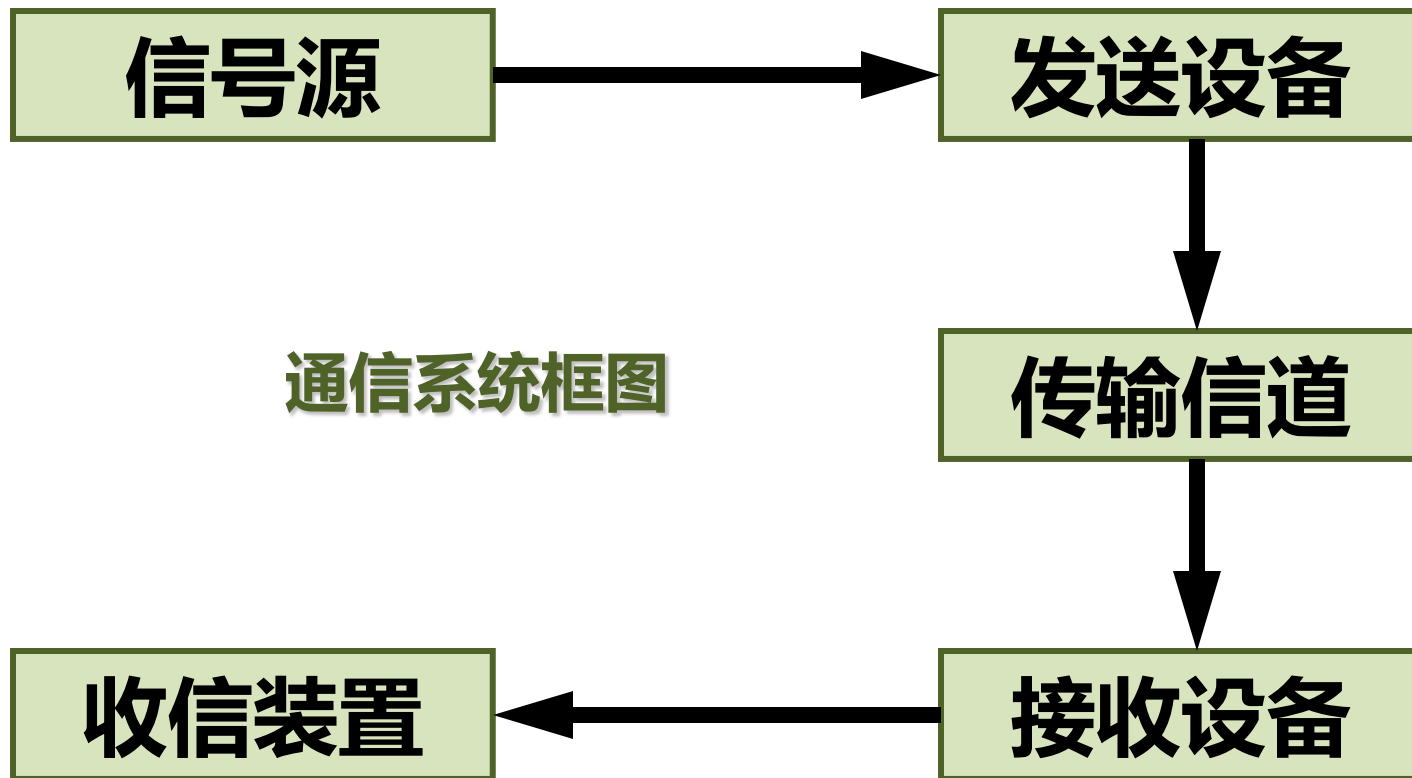 信号源
发送设备
通信系统框图
传输信道
收信装置
接收设备